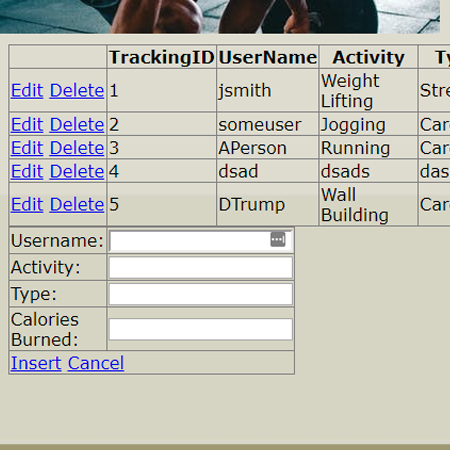 TrackingID UserName Activity Ty
Edit Delete 1 jsmith Weight Lifting Stre
Edit Delete 2 someuser Jogging Car
Edit Delete 3 APerson Running Car
Edit Delete 4 dsad dsads das
Edit Delete 5 DTrump Wall Building Car
Username:
Activity:
Type:
Calories
Burned:
Insert Cancel